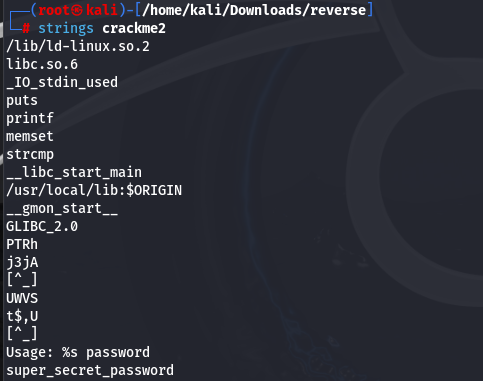 ┌──(root㉿kali)-[/home/kali/Downloads/reverse]
└─# strings crackme2
/lib/ld-linux.so.2
libc.so.6
_IO_stdin_used
puts
printf
memset
strcmp
__libc_start_main
/usr/local/lib:$ORIGIN
__gmon_start__
GLIBC_2.0
PTRh
j3jA
[^_]
UWVS
t$,U
[^_]
Usage: %s password
super_secret_password